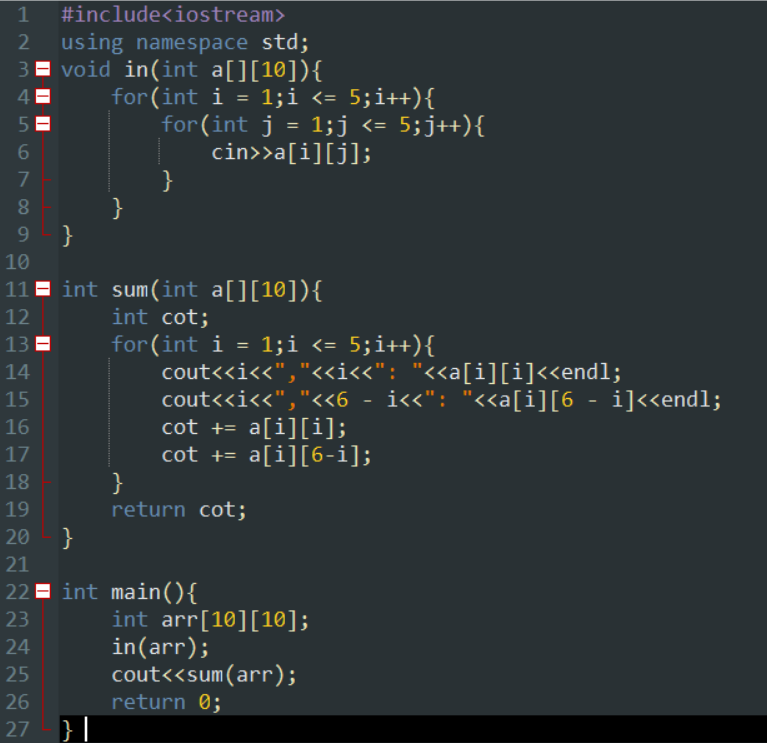 1 #include<iostream>
2 using namespace std;
3 void in(int a[][10]){
4     for(int i = 1;i <= 5;i++){
5         for(int j = 1;j <= 5;j++){
6             cin>>a[i][j];
7         }
8     }
9 }
10
11 int sum(int a[][10]){
12     int cot;
13     for(int i = 1;i <= 5;i++){
14         cout<<i<<","<<i<<": "<<a[i][i]<<endl;
15         cout<<i<<","<<6 - i<<": "<<a[i][6 - i]<<endl;
16         cot += a[i][i];
17         cot += a[i][6-i];
18     }
19     return cot;
20 }
21
22 int main(){
23     int arr[10][10];
24     in(arr);
25     cout<<sum(arr);
26     return 0;
27 }